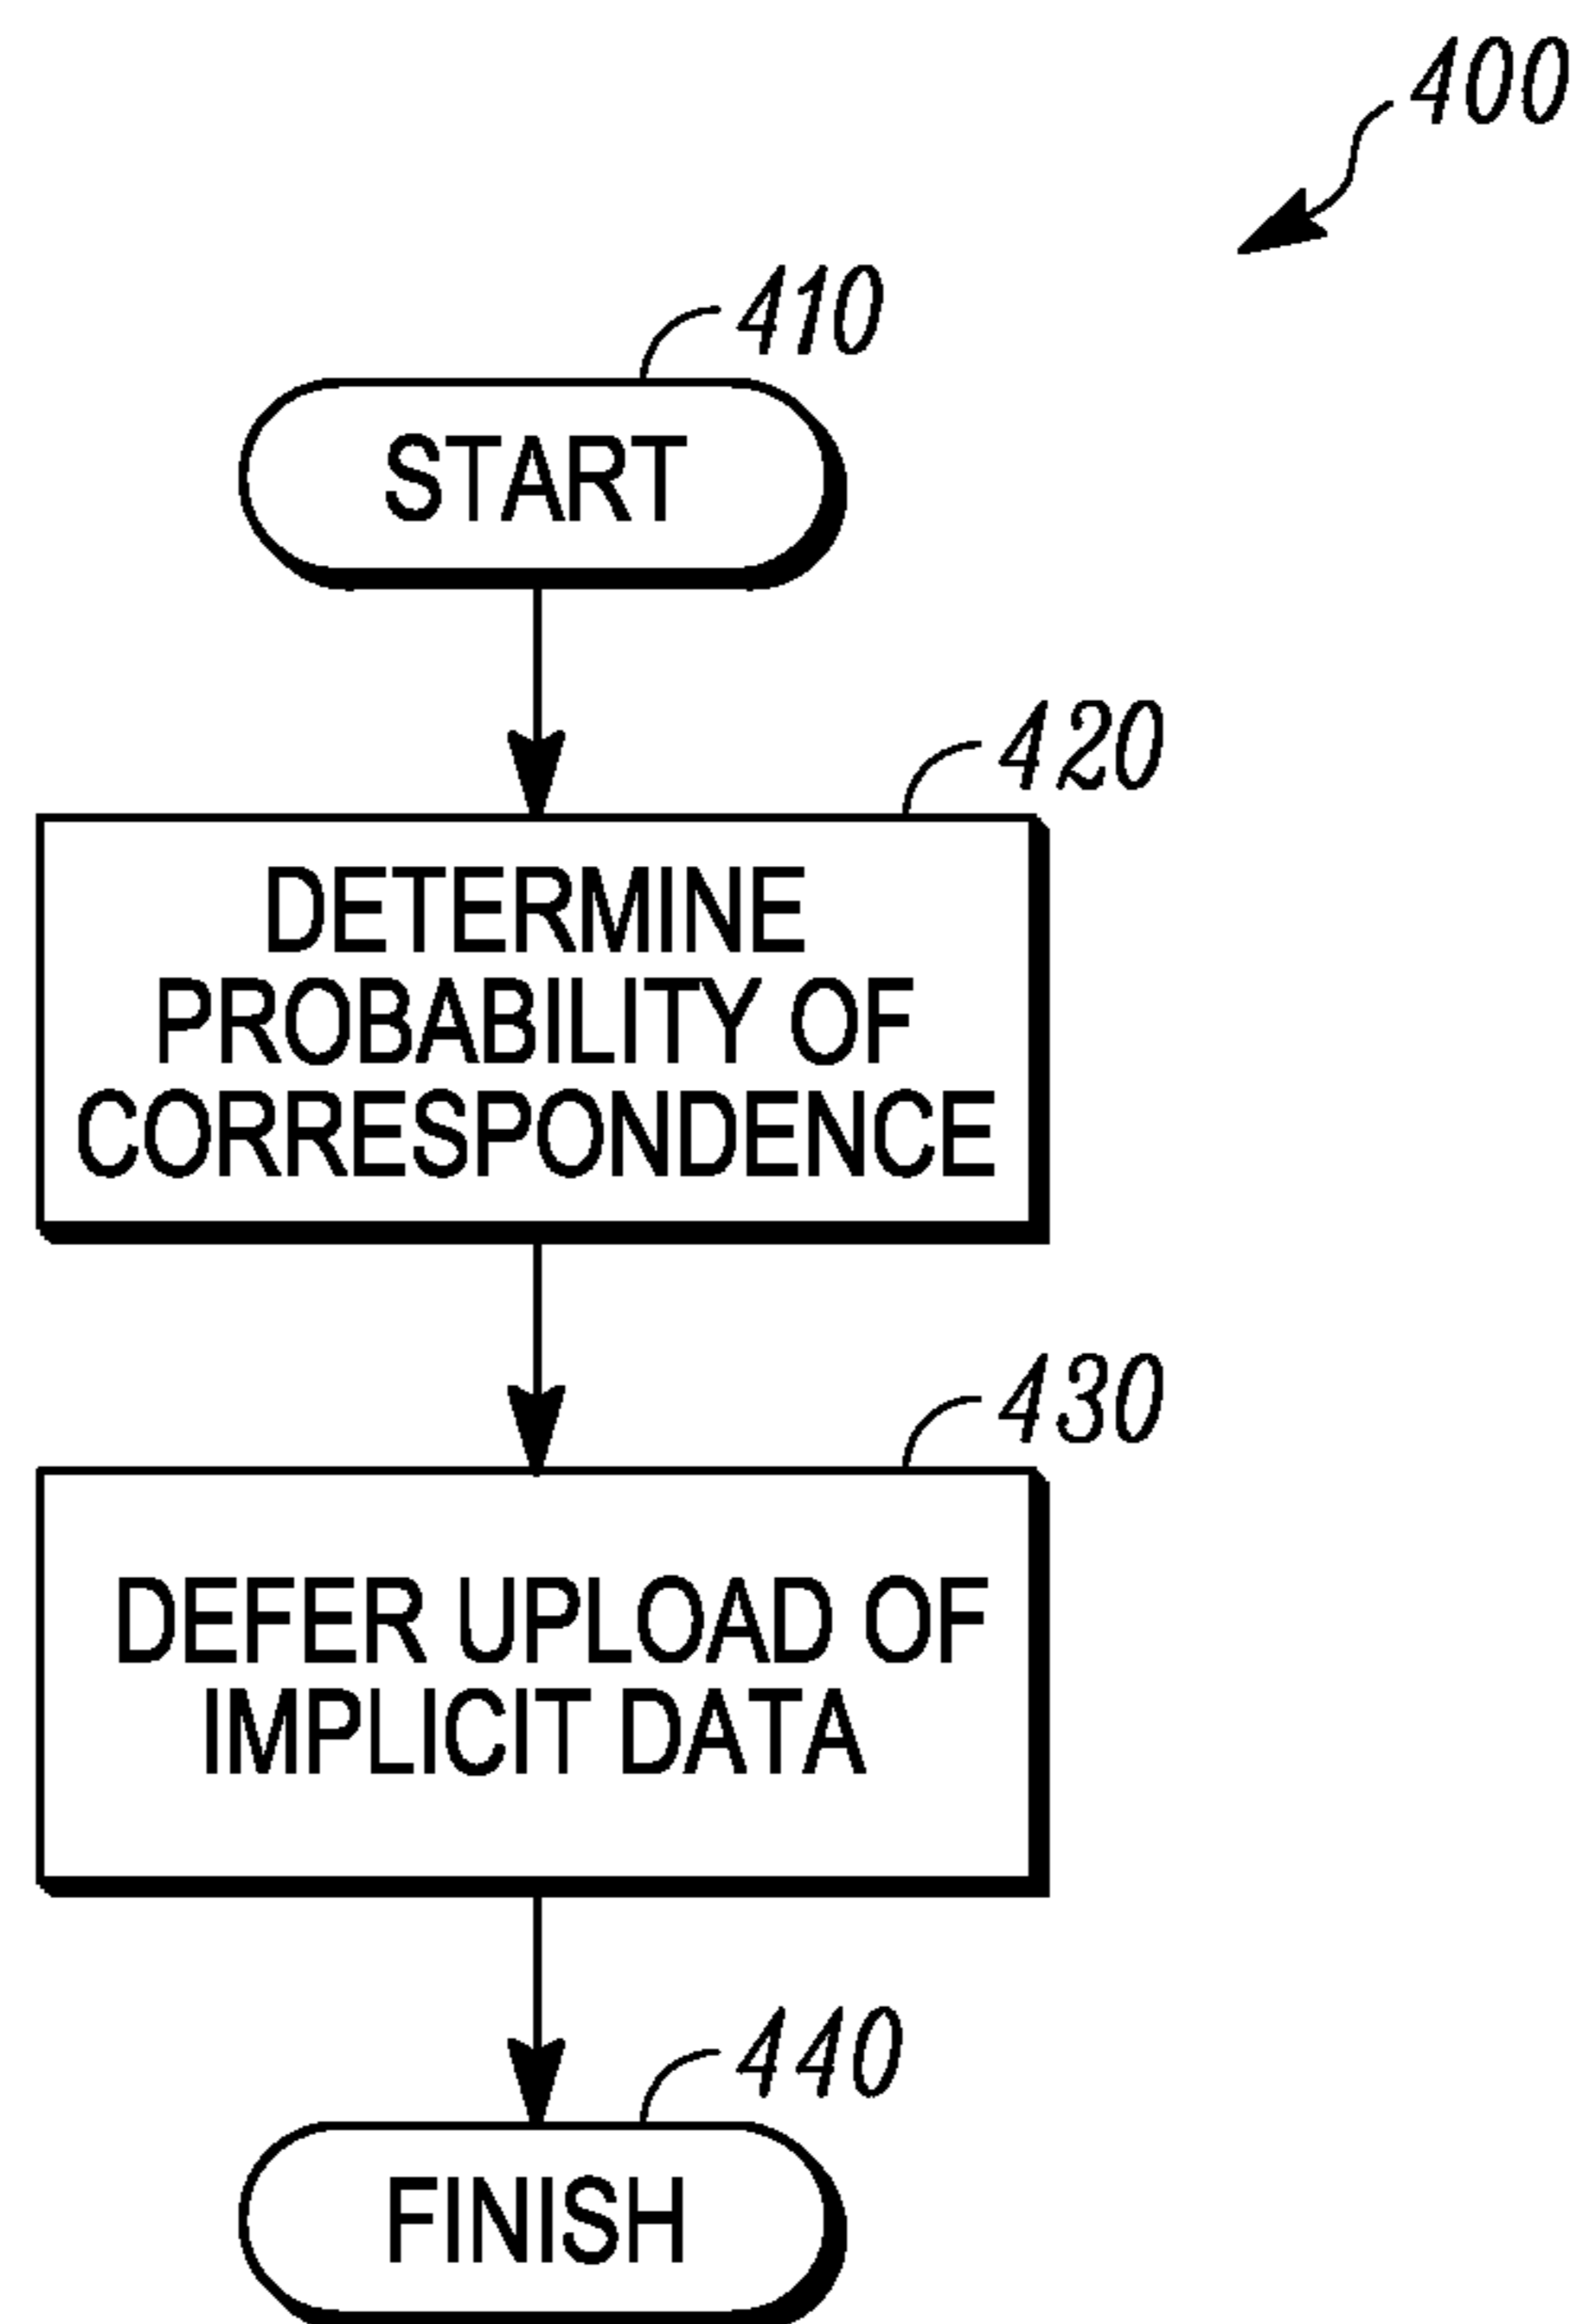 400
410
START
420
DETERMINE
PROBABILITY OF
CORRESPONDENCE
430
DEFER UPLOAD OF
IMPLICIT DATA
440
FINISH